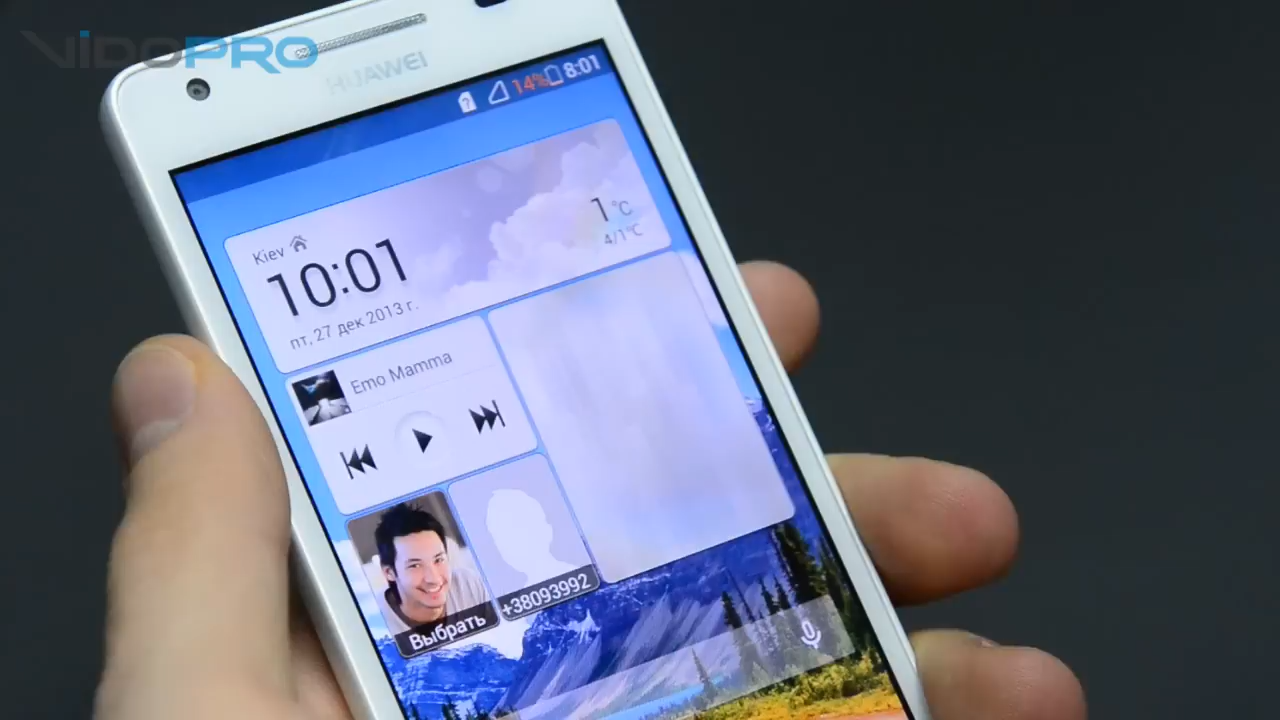 ViDOPRO
HUAWEI
14% 8:01
Kiev
10:01
пт, 27 дек 2013 г.
1 °C
4/1°C
Emo Mamma
Выбрать
+38093992